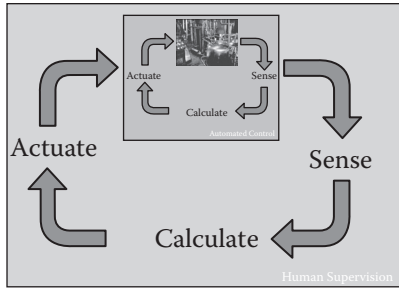 Actuate
Sense
Calculate
Automated Control
Actuate
Sense
Calculate
Human Supervision